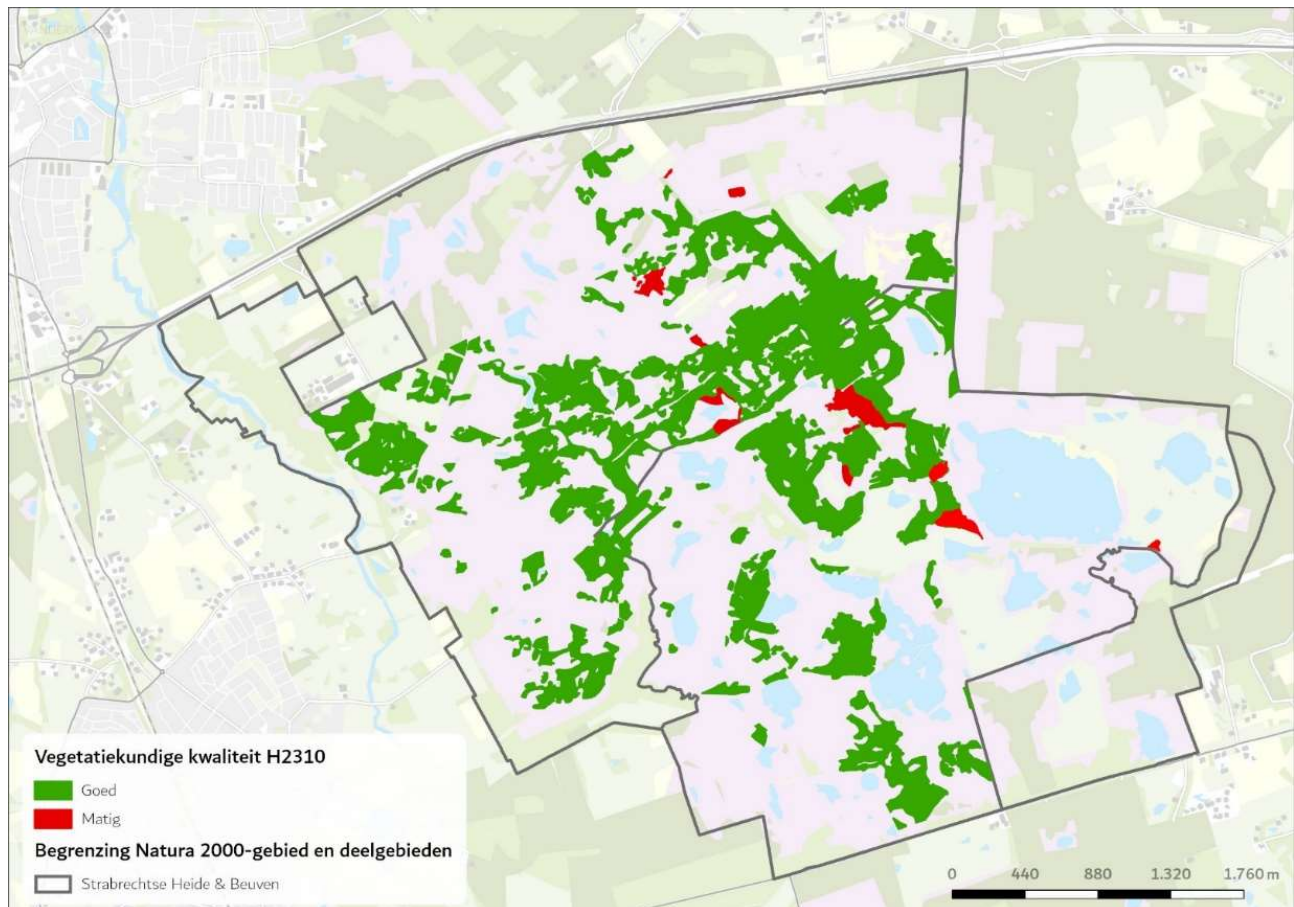 Vegetatiekundige kwaliteit H2310
Goed
Matig
Begrenzing Natura 2000-gebied en deelgebieden
Strabrechtse Heide & Beuven
0 440 880 1.320 1.760 m